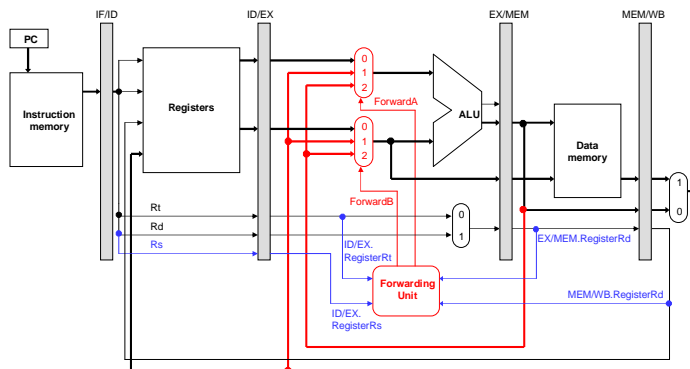 IF/ID
ID/EX
EX/MEM
MEM/WB
PC
Instruction
memory
Registers
0
1
2
ForwardA
0
1
2
ForwardB
ALU
Data
memory
1
0
Rt
Rd
Rs
0
1
ID/EX.
RegisterRt
EX/MEM.RegisterRd
Forwarding
Unit
MEM/WB.RegisterRd
ID/EX.
RegisterRs